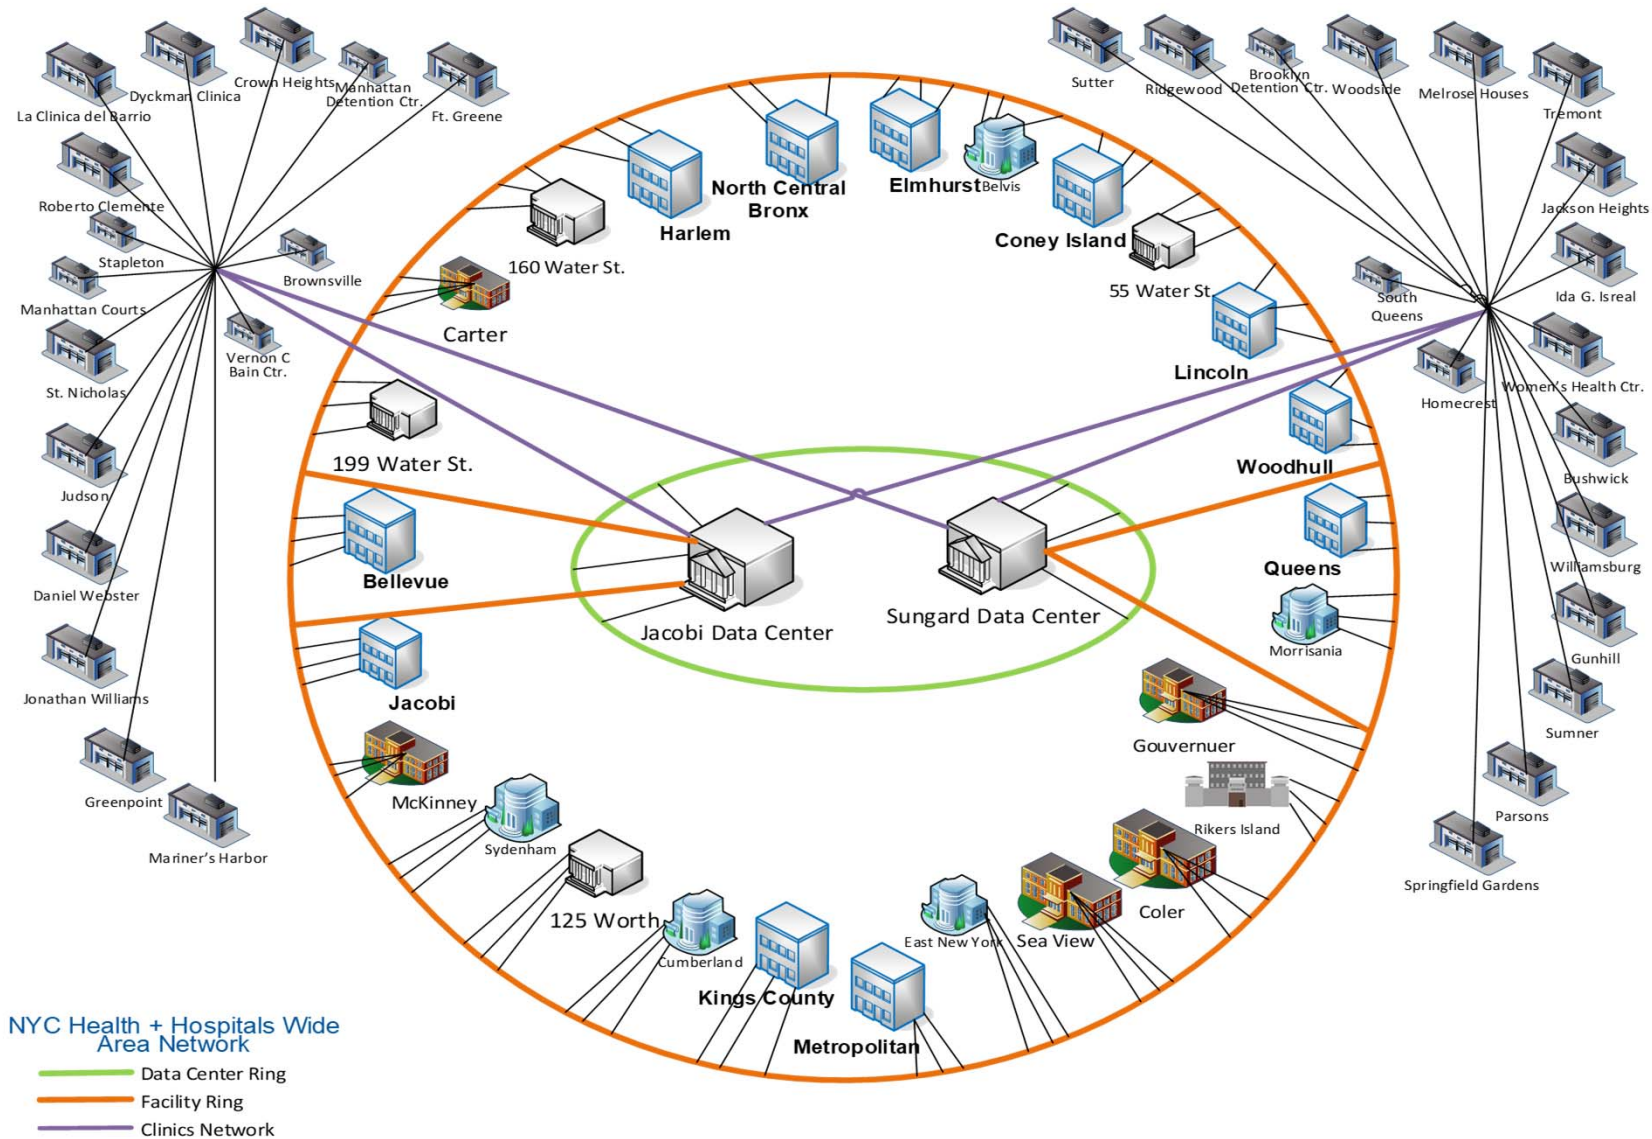 La Clinica del Barrio
Dyckman Clinica
Crown Heights
Manhattan
Detention Ctr.
Ft. Greene
Roberto Clemente
Stapleton
Manhattan Courts
Brownsville
Vernon C
Bain Ctr.
St. Nicholas
Judson
Daniel Webster
Jonathan Williams
Greenpoint
Mariner's Harbor
Sutter
Ridgewood
Brooklyn
Detention Ctr.
Woodside
Melrose Houses
Tremont
Jackson Heights
Ida G. Isreal
South
Queens
Homecrest
Women's Health Ctr.
Bushwick
Williamsburg
Gunhill
Sumner
Parsons
Springfield Gardens
North Central
Bronx
Elmhurst
Belvis
Harlem
Coney Island
160 Water St.
55 Water St.
Carter
Lincoln
199 Water St.
Woodhull
Bellevue
Queens
Jacobi Data Center
Sungard Data Center
Morrisania
Jacobi
Gouvernuer
McKinney
Rikers Island
Sydenham
Coler
125 Worth
East New York
Sea View
Cumberland
Kings County
Metropolitan
NYC Health + Hospitals Wide
Area Network
Data Center Ring
Facility Ring
Clinics Network